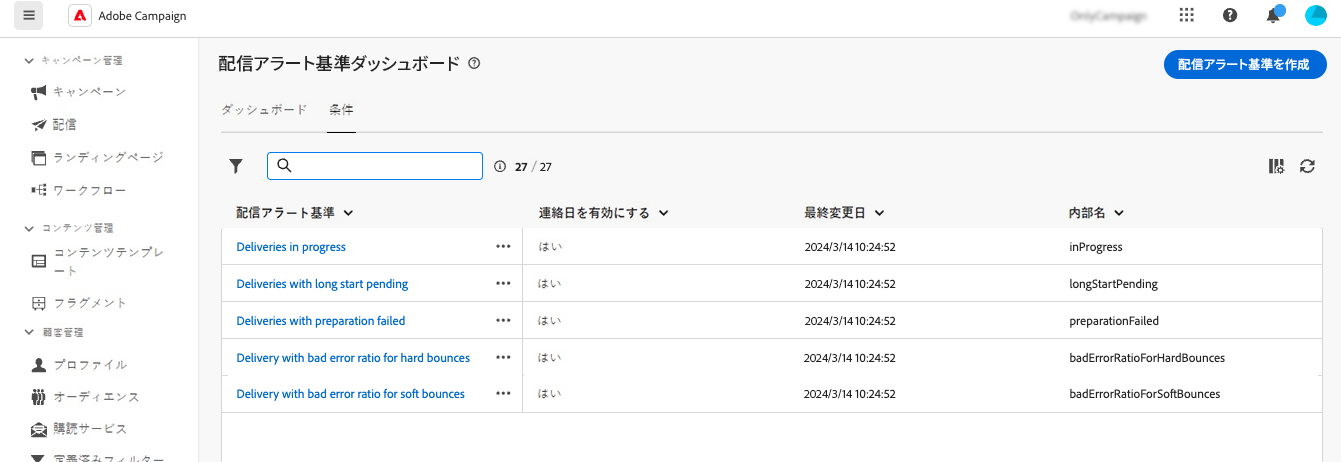 Adobe Campaign
キャンペーン管理
キャンペーン
配信
ランディングページ
ワークフロー
コンテンツ管理
コンテンツテンプレ
ート
フラグメント
顧客管理
プロファイル
オーディエンス
購読サービス
定義済みフィルター
配信アラート基準ダッシュボード
配信アラート基準を作成
ダッシュボード 条件
27 / 27
配信アラート基準 連絡日を有効にする 最終変更日 内部名
Deliveries in progress はい 2024/3/14 10:24:52 inProgress
Deliveries with long start pending はい 2024/3/14 10:24:52 longStartPending
Deliveries with preparation failed はい 2024/3/14 10:24:52 preparationFailed
Delivery with bad error ratio for hard bounces はい 2024/3/14 10:24:52 badErrorRatioForHardBounces
Delivery with bad error ratio for soft bounces はい 2024/3/14 10:24:52 badErrorRatioForSoftBounces